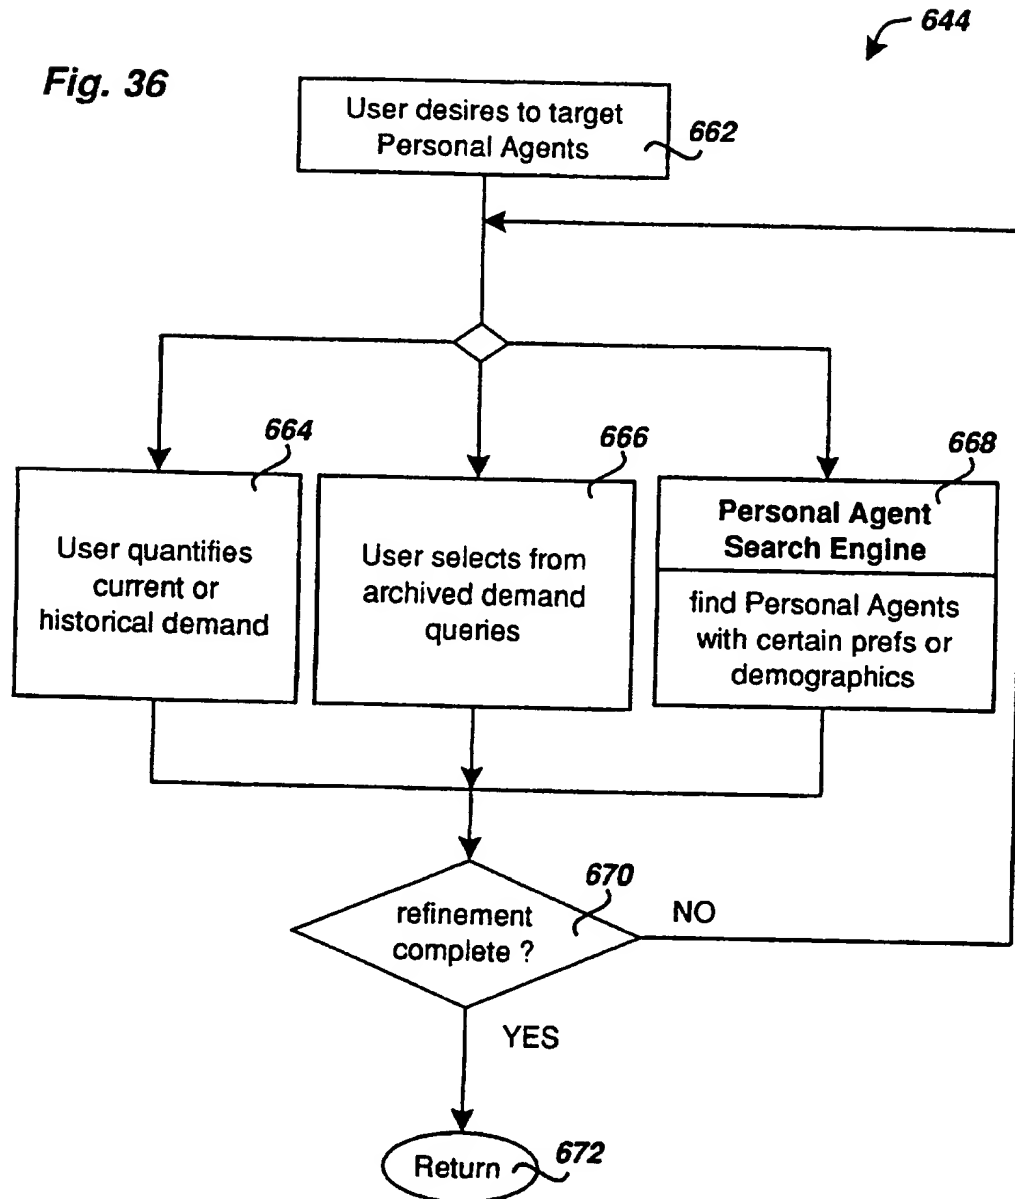 644
Fig. 36
User desires to target
Personal Agents
662
664
666
668
User quantifies
current or
historical demand
User selects from
archived demand
queries
Personal Agent
Search Engine
find Personal Agents
with certain prefs or
demographics
refinement
complete ?
670
NO
YES
Return
672